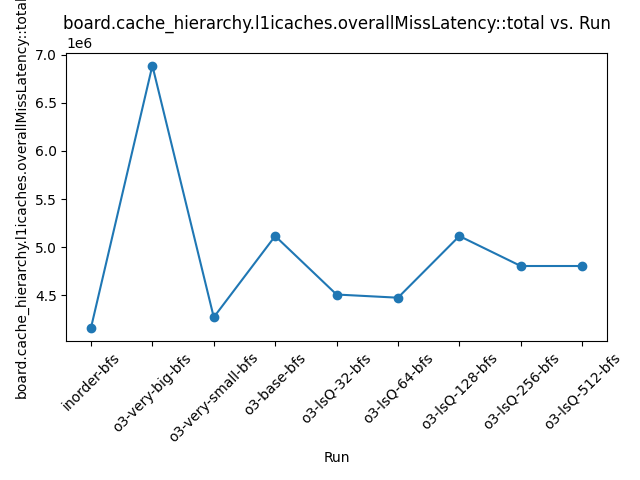 board.cache_hierarchy.l1icaches.overallMissLatency::total vs. Run
1e6
7.0
6.5
6.0
5.5
5.0
4.5
board.cache_hierarchy.l1icaches.overallMissLatency::total
inorder-bfs
o3-very-big-bfs
o3-very-small-bfs
o3-base-bfs
o3-lsQ-32-bfs
o3-lsQ-64-bfs
o3-lsQ-128-bfs
o3-lsQ-256-bfs
o3-lsQ-512-bfs
Run